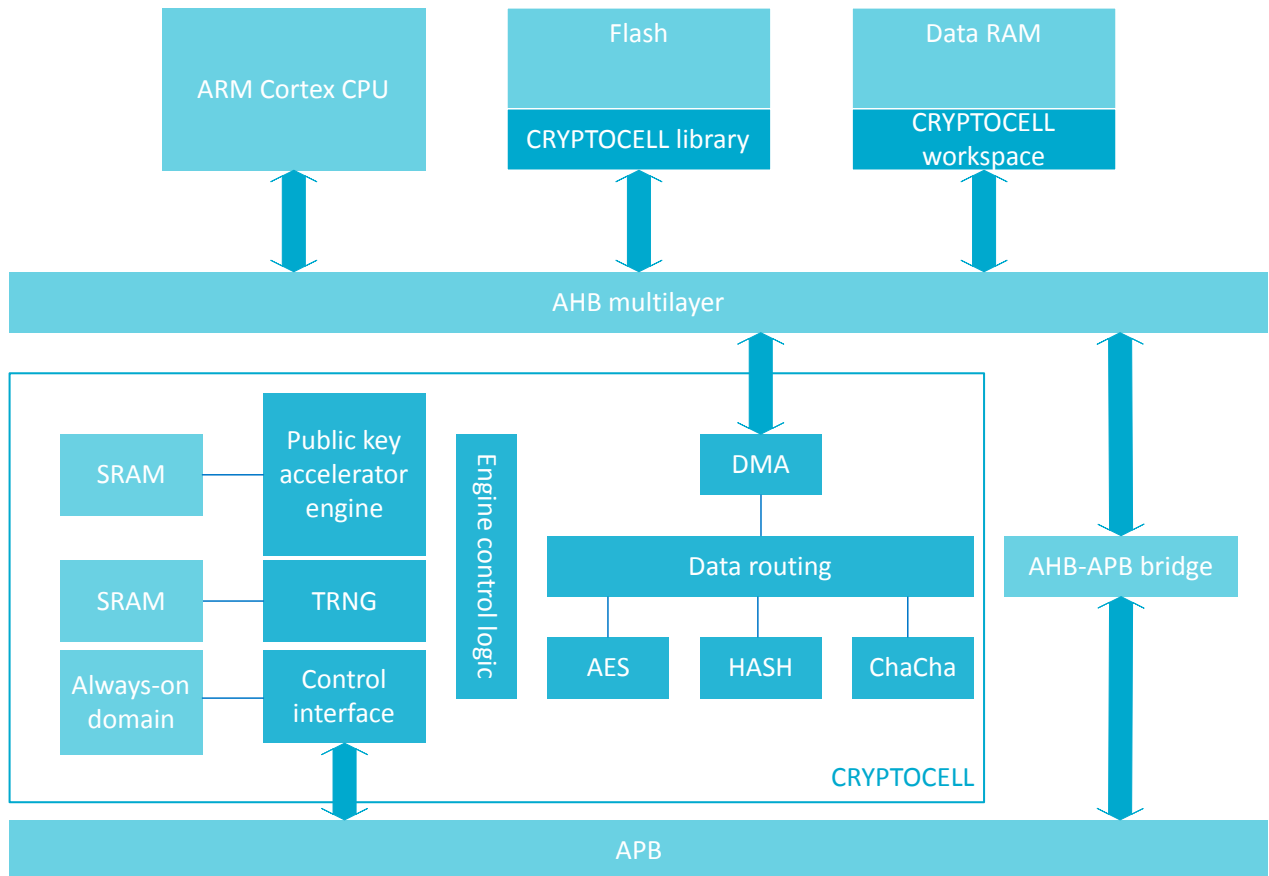 ARM Cortex CPU
Flash
CRYPTOCELL library
Data RAM
CRYPTOCELL
workspace
AHB multilayer
SRAM
Public key
accelerator
engine
SRAM
TRNG
Always-on
domain
Control
interface
Engine control logic
DMA
Data routing
AES
HASH
ChaCha
CRYPTOCELL
AHB-APB bridge
APB